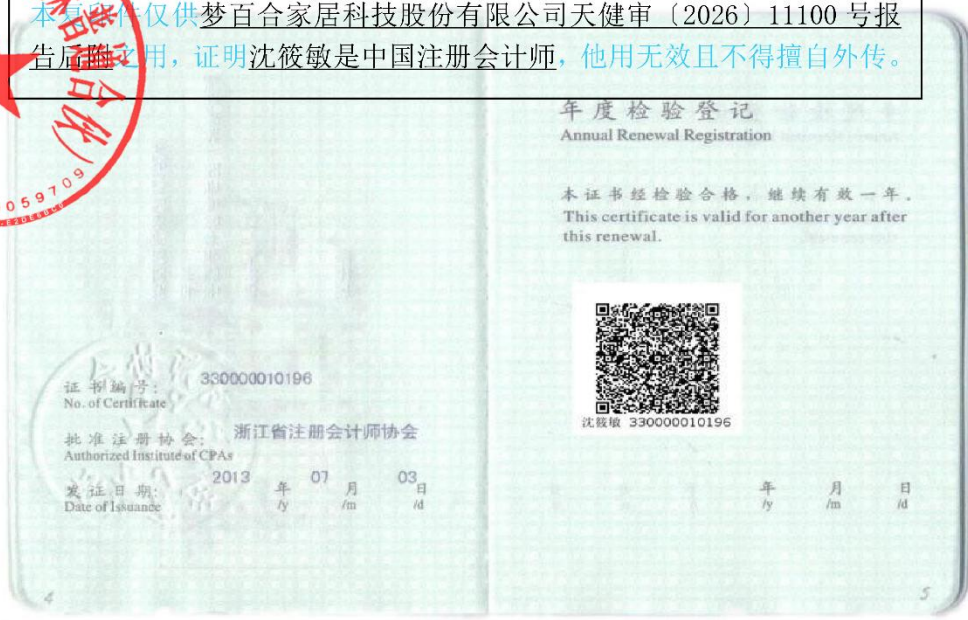 本复印件仅供梦百合家居科技股份有限公司天健审〔2026〕11100 号报
告后附之用，证明沈筱敏是中国注册会计师，他用无效且不得擅自外传。
059709
年度检验登记
Annual Renewal Registration
本证书经检验合格，继续有效一年。
This certificate is valid for another year after
this renewal.
沈筱敏 330000010196
证书编号： 330000010196
No. of Certificate
批准注册协会： 浙江省注册会计师协会
Authorized Institute of CPAs
发证日期： 2013 年 07 月 03 日
Date of Issuance /y /m /d
年 月 日
/y /m /d
4
5